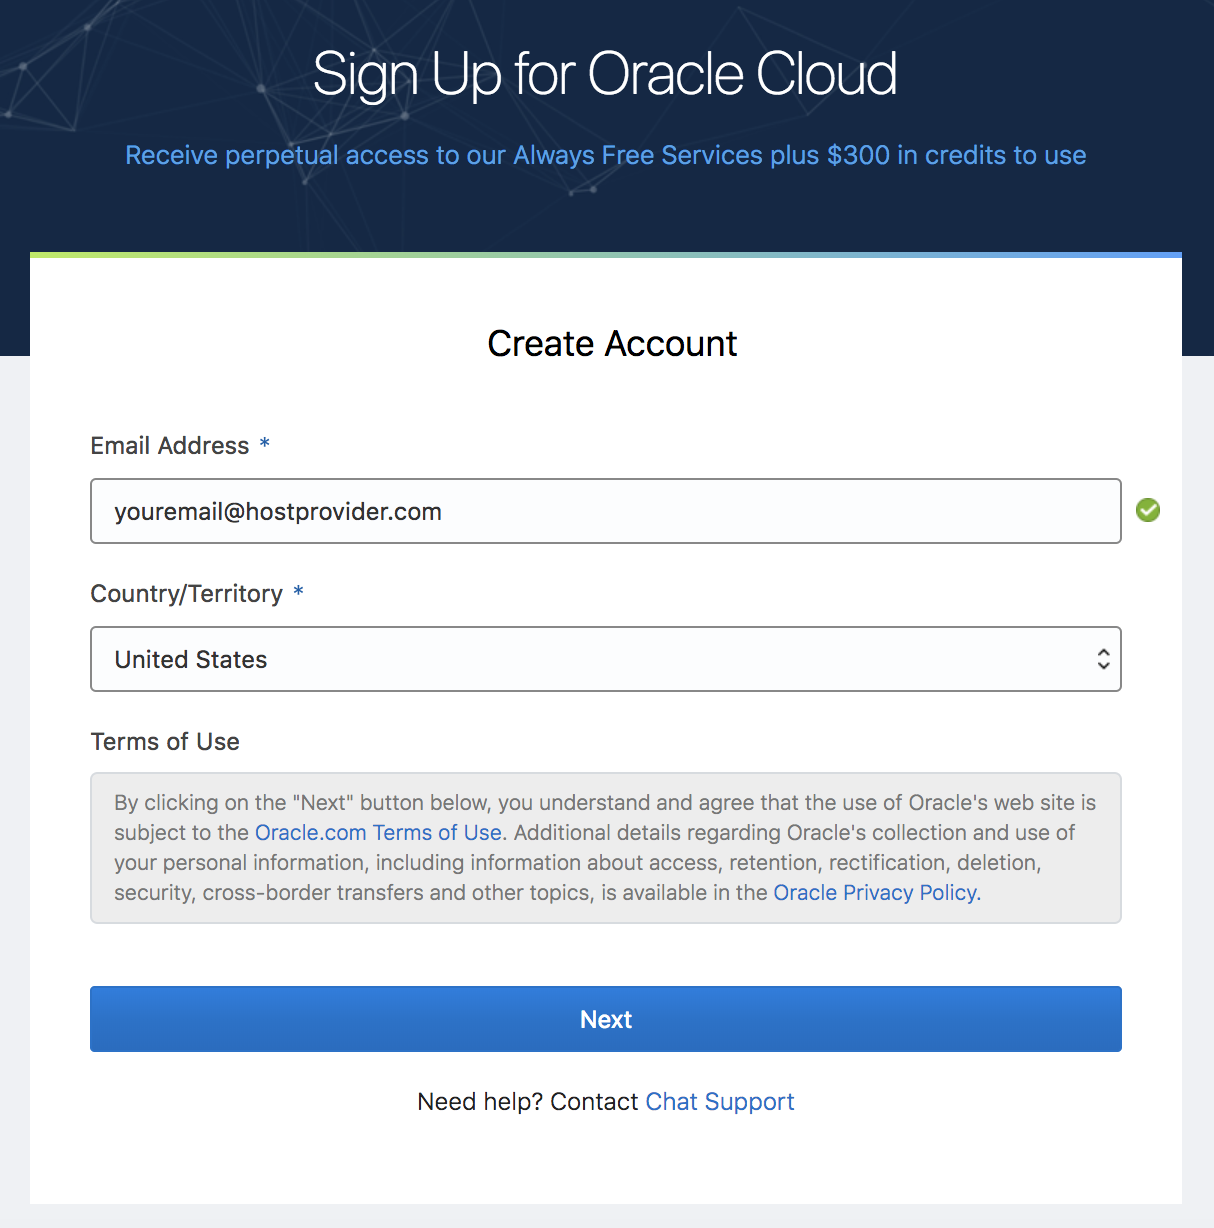 Sign Up for Oracle Cloud
Receive perpetual access to our Always Free Services plus $300 in credits to use
Create Account
Email Address *
youremail@hostprovider.com
Country/Territory *
United States
Terms of Use
By clicking on the "Next" button below, you understand and agree that the use of Oracle's web site is
subject to the Oracle.com Terms of Use. Additional details regarding Oracle's collection and use of
your personal information, including information about access, retention, rectification, deletion,
security, cross-border transfers and other topics, is available in the Oracle Privacy Policy.
Next
Need help? Contact Chat Support